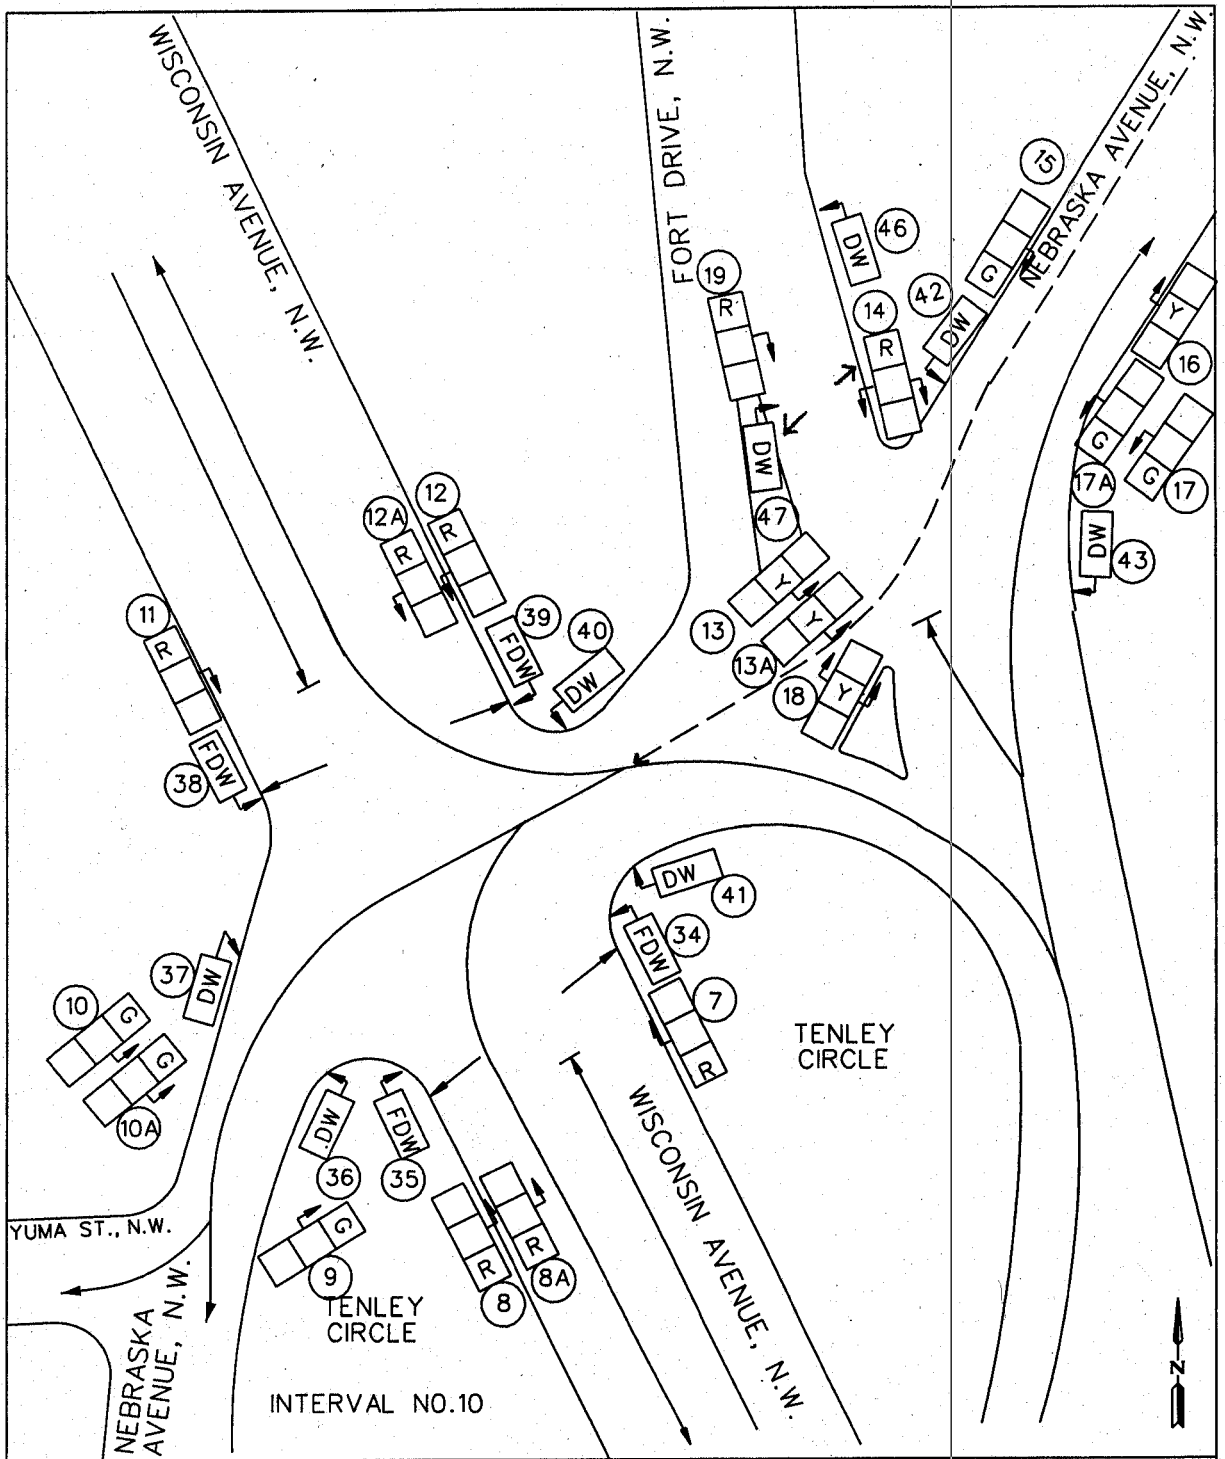 WISCONSIN AVENUE, N.W.
FORT DRIVE, N.W.
NEBRASKA AVENUE, N.W.
15
46
DW
42
DW
G
19
R
14
R
Y
16
G
17A
G
17
DW
47
DW
43
12
R
12A
R
11
R
39
FDW
40
DW
13
Y
13A
Y
18
Y
38
FDW
DW
41
34
FDW
7
R
37
DW
10
G
10A
G
TENLEY
CIRCLE
DW
36
FDW
35
YUMA ST., N.W.
9
G
8
R
8A
R
WISCONSIN AVENUE, N.W.
TENLEY
CIRCLE
NEBRASKA
AVENUE, N.W.
INTERVAL NO.10
N